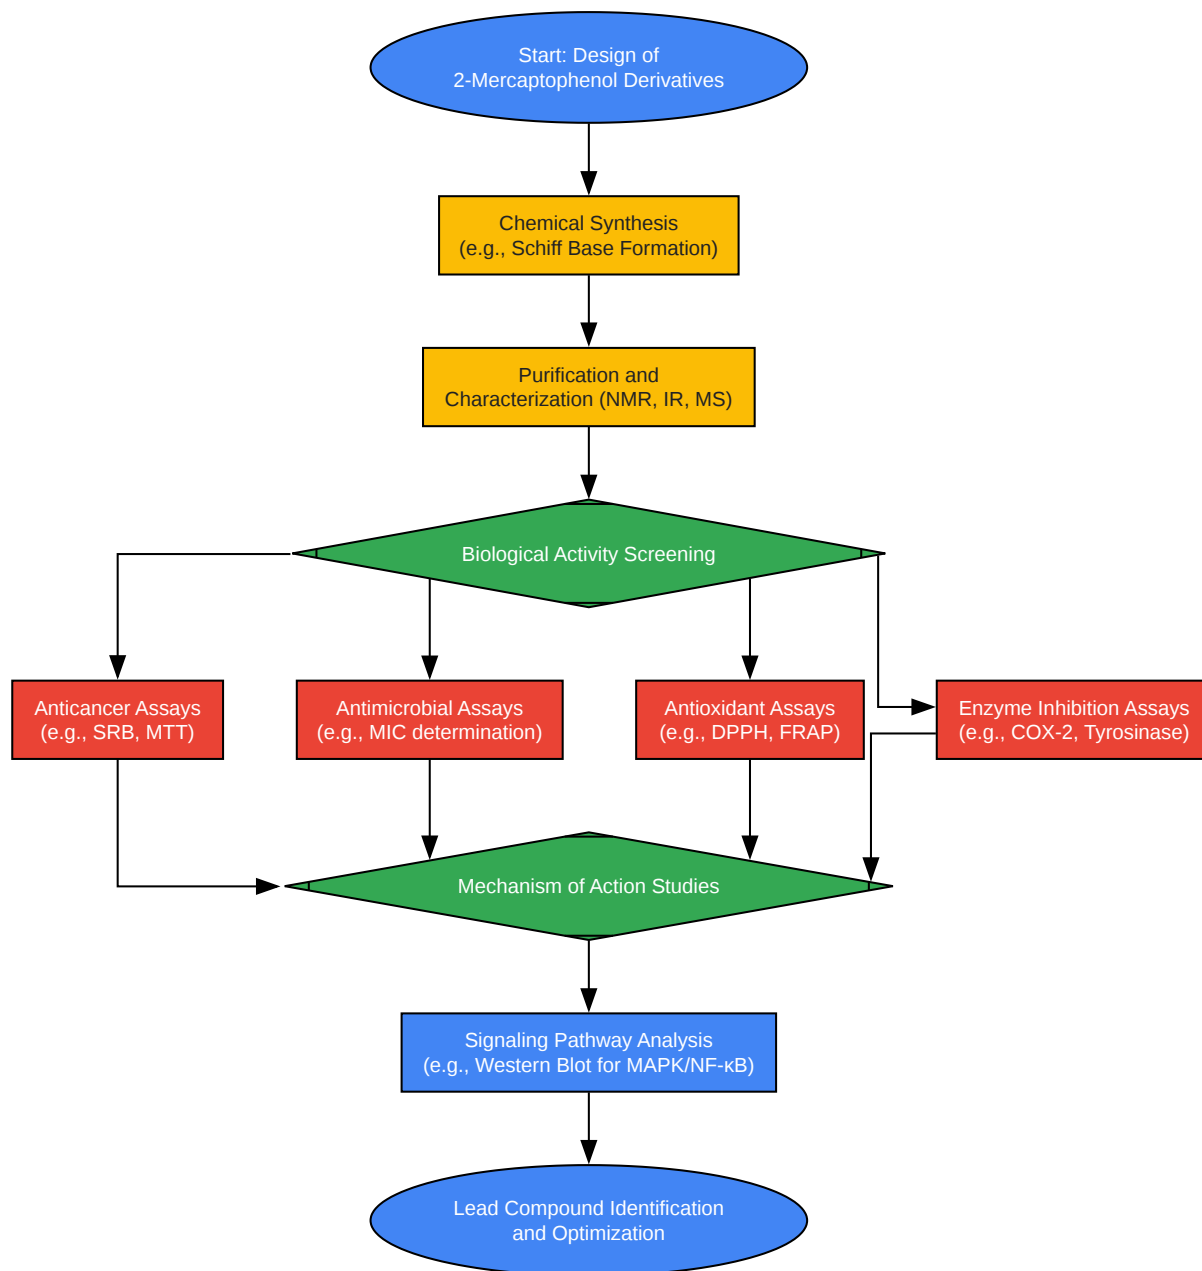 Start: Design of
2-Mercaptophenol Derivatives
Chemical Synthesis
(e.g., Schiff Base Formation)
Purification and
Characterization (NMR, IR, MS)
Biological Activity Screening
Anticancer Assays
(e.g., SRB, MTT)
Antimicrobial Assays
(e.g., MIC determination)
Antioxidant Assays
(e.g., DPPH, FRAP)
Enzyme Inhibition Assays
(e.g., COX-2, Tyrosinase)
Mechanism of Action Studies
Signaling Pathway Analysis
(e.g., Western Blot for MAPK/NF-κB)
Lead Compound Identification
and Optimization